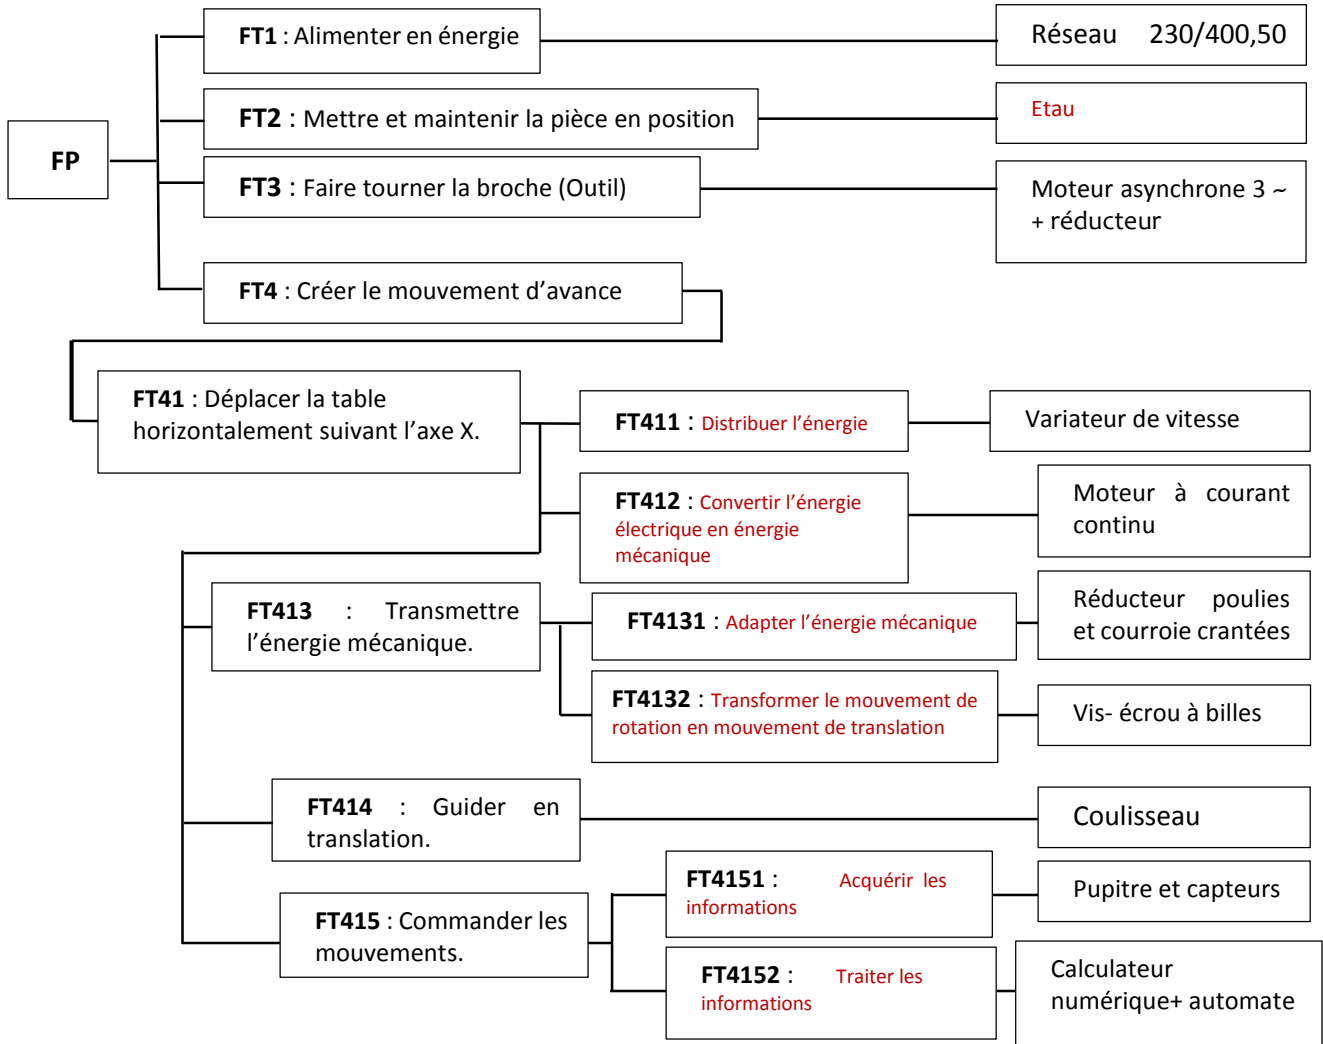 FT1 : Alimenter en énergie
Réseau 230/400,50
FT2 : Mettre et maintenir la pièce en position
Etau
FP
FT3 : Faire tourner la broche (Outil)
Moteur asynchrone 3 ~
+ réducteur
FT4 : Créer le mouvement d’avance
FT41 : Déplacer la table
horizontalement suivant l’axe X.
FT411 : Distribuer l’énergie
Variateur de vitesse
FT412 : Convertir l’énergie
électrique en énergie
mécanique
Moteur à courant
continu
FT413 : Transmettre
l’énergie mécanique.
FT4131 : Adapter l’énergie mécanique
Réducteur poulies
et courroie crantées
FT4132 : Transformer le mouvement de
rotation en mouvement de translation
Vis- écrou à billes
FT414 : Guider en
translation.
Coulisseau
FT415 : Commander les
mouvements.
FT4151 : Acquérir les
informations
Pupitre et capteurs
FT4152 : Traiter les
informations
Calculateur
numérique+ automate